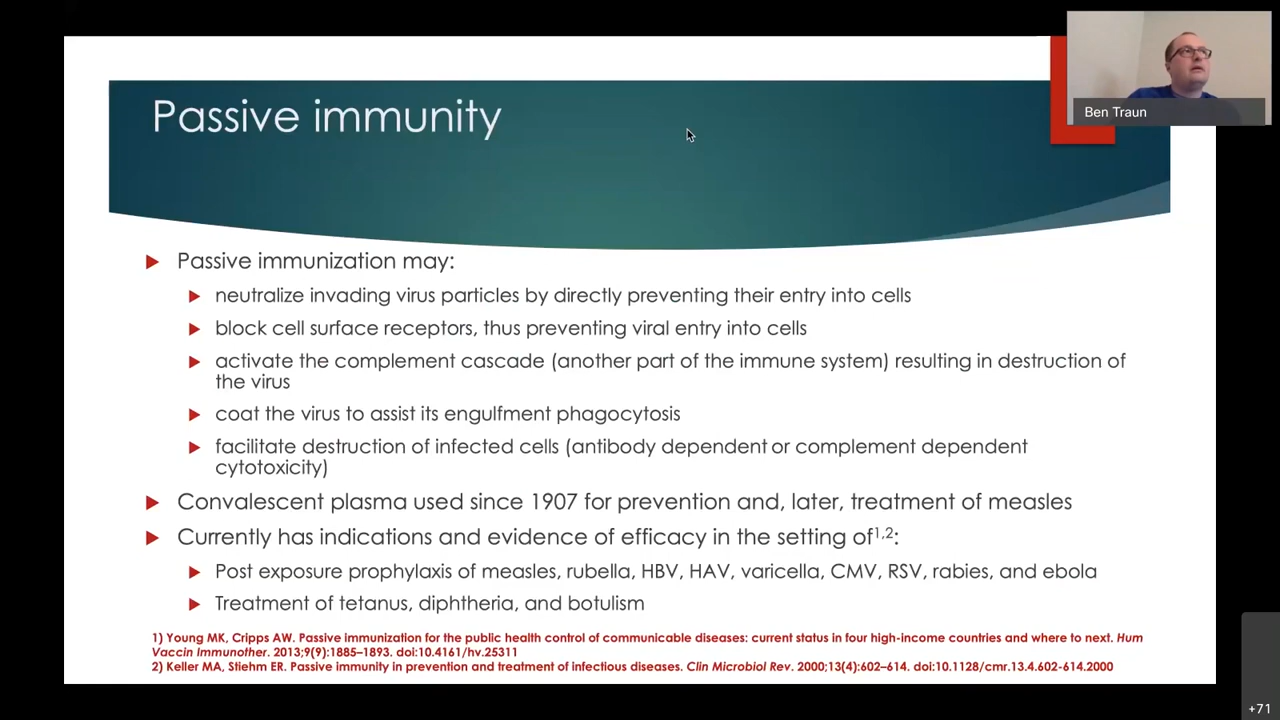 Passive immunity
Ben Traun
Passive immunization may:
neutralize invading virus particles by directly preventing their entry into cells
block cell surface receptors, thus preventing viral entry into cells
activate the complement cascade (another part of the immune system) resulting in destruction of
the virus
coat the virus to assist its engulfment phagocytosis
facilitate destruction of infected cells (antibody dependent or complement dependent
cytotoxicity)
Convalescent plasma used since 1907 for prevention and, later, treatment of measles
Currently has indications and evidence of efficacy in the setting of1,2:
Post exposure prophylaxis of measles, rubella, HBV, HAV, varicella, CMV, RSV, rabies, and ebola
Treatment of tetanus, diphtheria, and botulism
1) Young MK, Cripps AW. Passive immunization for the public health control of communicable diseases: current status in four high-income countries and where to next. Hum
Vaccin Immunother. 2013;9(9):1885–1893. doi:10.4161/hv.25311
2) Keller MA, Stiehm ER. Passive immunity in prevention and treatment of infectious diseases. Clin Microbiol Rev. 2000;13(4):602–614. doi:10.1128/cmr.13.4.602-614.2000
+71